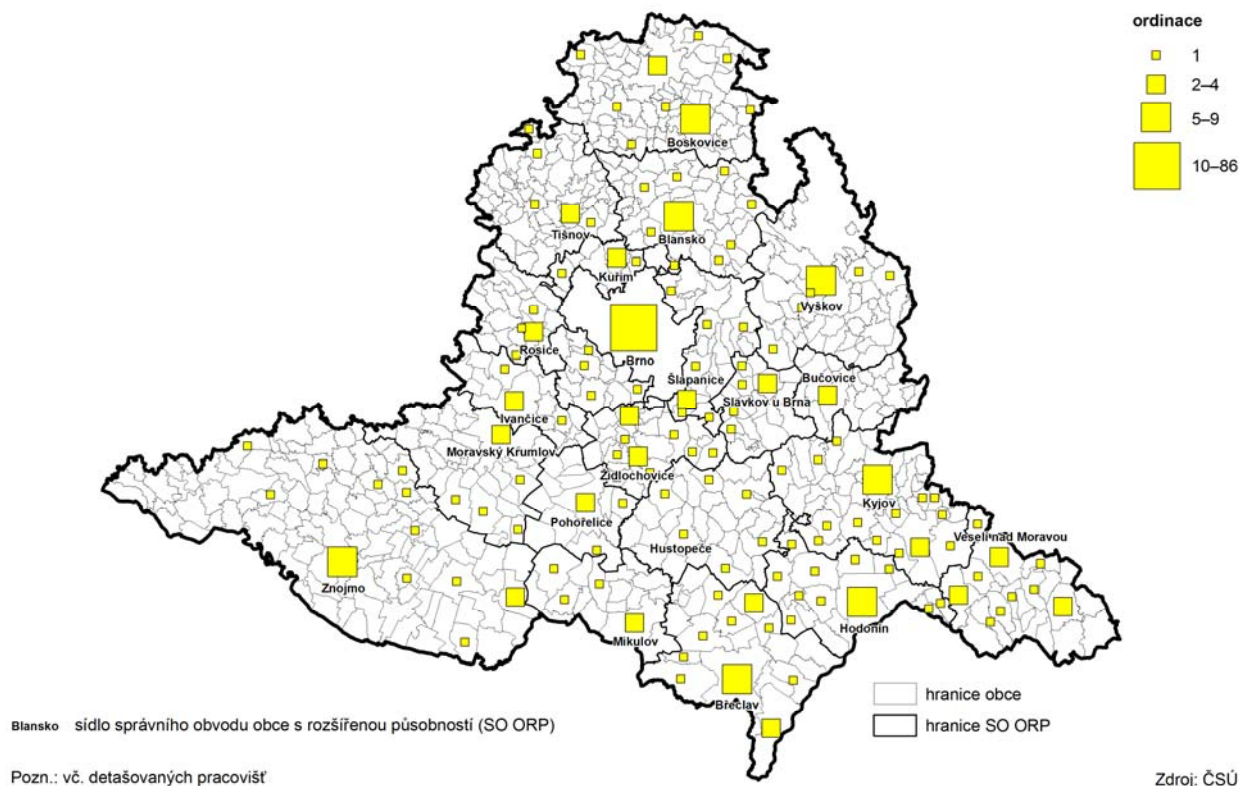 ordinace
1
2–4
5–9
10–86
Boskovice
Tišnov
Blansko
Kuřim
Vyškov
Rosice
Brno
Šlapanice
Bučovice
Slavkov u Brna
Ivančice
Moravský Krumlov
Židlochovice
Kyjov
Pohořelice
Hustopeče
Veselí nad Moravou
Znojmo
Mikulov
Hodonín
Břeclav
hranice obce
Blansko sídlo správního obvodu obce s rozšířenou působností (SO ORP)
hranice SO ORP
Pozn.: vč. detašovaných pracovišť
Zdroj: ČSÚ